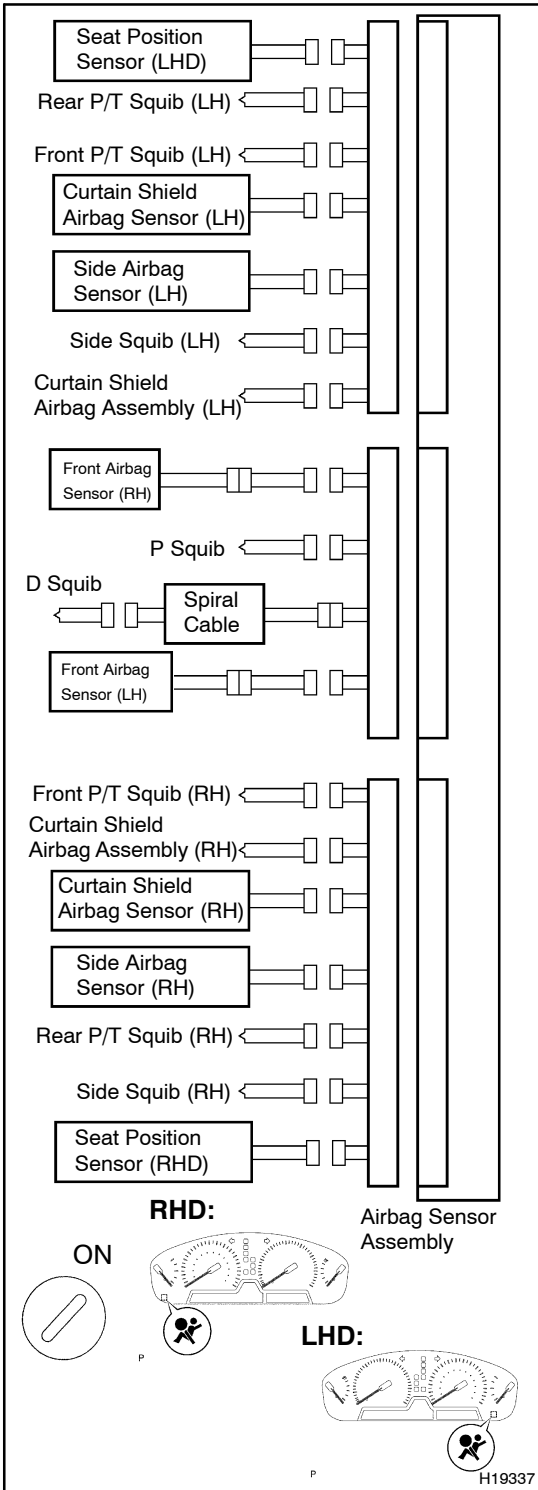 Seat Position
Sensor (LHD)
Rear P/T Squib (LH)
Front P/T Squib (LH)
Curtain Shield
Airbag Sensor (LH)
Side Airbag
Sensor (LH)
Side Squib (LH)
Curtain Shield
Airbag Assembly (LH)
Front Airbag
Sensor (RH)
P Squib
D Squib
Spiral
Cable
Front Airbag
Sensor (LH)
Front P/T Squib (RH)
Curtain Shield
Airbag Assembly (RH)
Curtain Shield
Airbag Sensor (RH)
Side Airbag
Sensor (RH)
Rear P/T Squib (RH)
Side Squib (RH)
Seat Position
Sensor (RHD)
Airbag Sensor
Assembly
RHD:
ON
P
LHD:
P
H19337